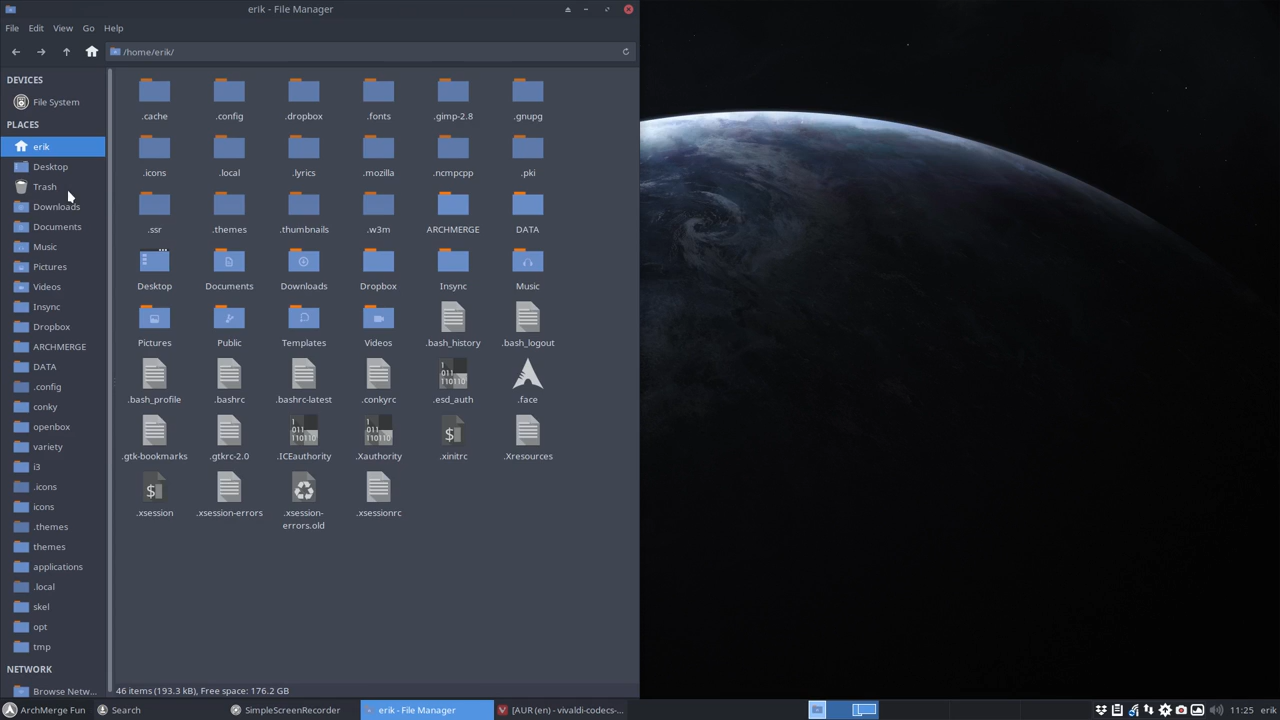 erik - File Manager
File Edit View Go Help
/home/erik/
DEVICES
File System
PLACES
erik
Desktop
Trash
Downloads
Documents
Music
Pictures
Videos
Insync
Dropbox
ARCHMERGE
DATA
.config
conky
openbox
variety
i3
.icons
icons
.themes
themes
applications
.local
skel
opt
tmp
NETWORK
Browse Netw...
.cache .config .dropbox .fonts .gimp-2.8 .gnupg
.icons .local .lyrics .mozilla .ncmpcpp .pki
.ssr .themes .thumbnails .w3m ARCHMERGE DATA
Desktop Documents Downloads Dropbox Insync Music
Pictures Public Templates Videos .bash_history .bash_logout
.bash_profile .bashrc .bashrc-latest .conkyrc .esd_auth .face
.gtk-bookmarks .gtkrc-2.0 .ICEauthority .Xauthority .xinitrc .Xresources
.xsession .xsession-errors .xsession-errors.old .xsessionrc
46 items (193.3 kB), Free space: 176.2 GB
ArchMerge Fun Search SimpleScreenRecorder erik - File Manager [AUR (en) - vivaldi-codecs-... 11:25 erik